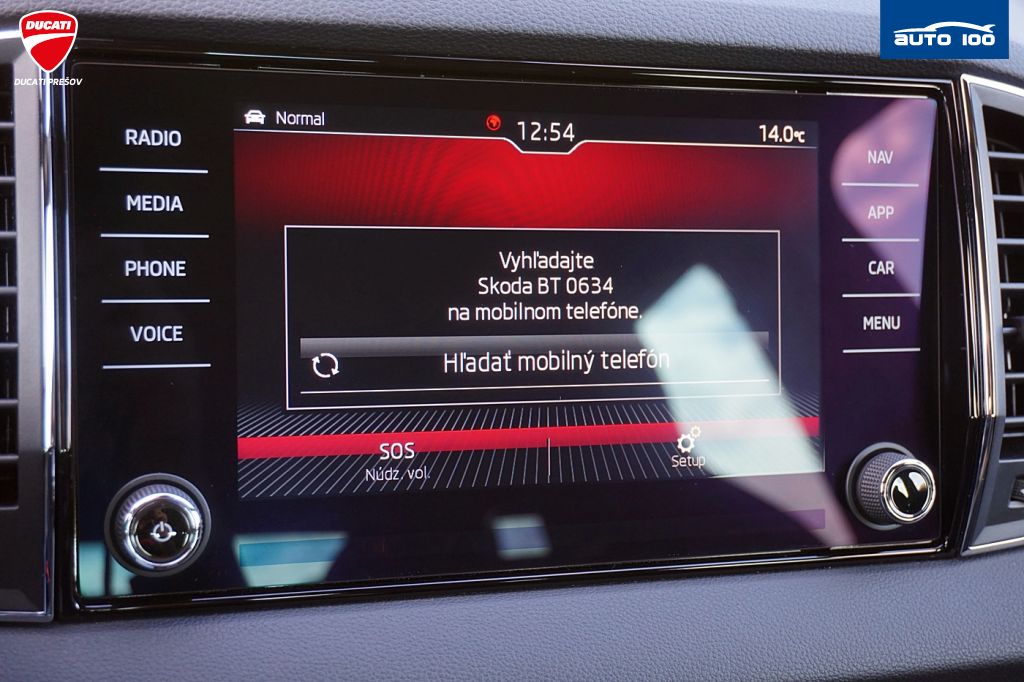 DUCATI
DUCATI PREŠOV
AUTO 100
Normal
12:54
14.0°C
RADIO
MEDIA
PHONE
VOICE
NAV
APP
CAR
MENU
Vyhľadajte
Skoda BT 0634
na mobilnom telefóne.
Hľadať mobilný telefón
SOS
Núdz. vol.
Setup